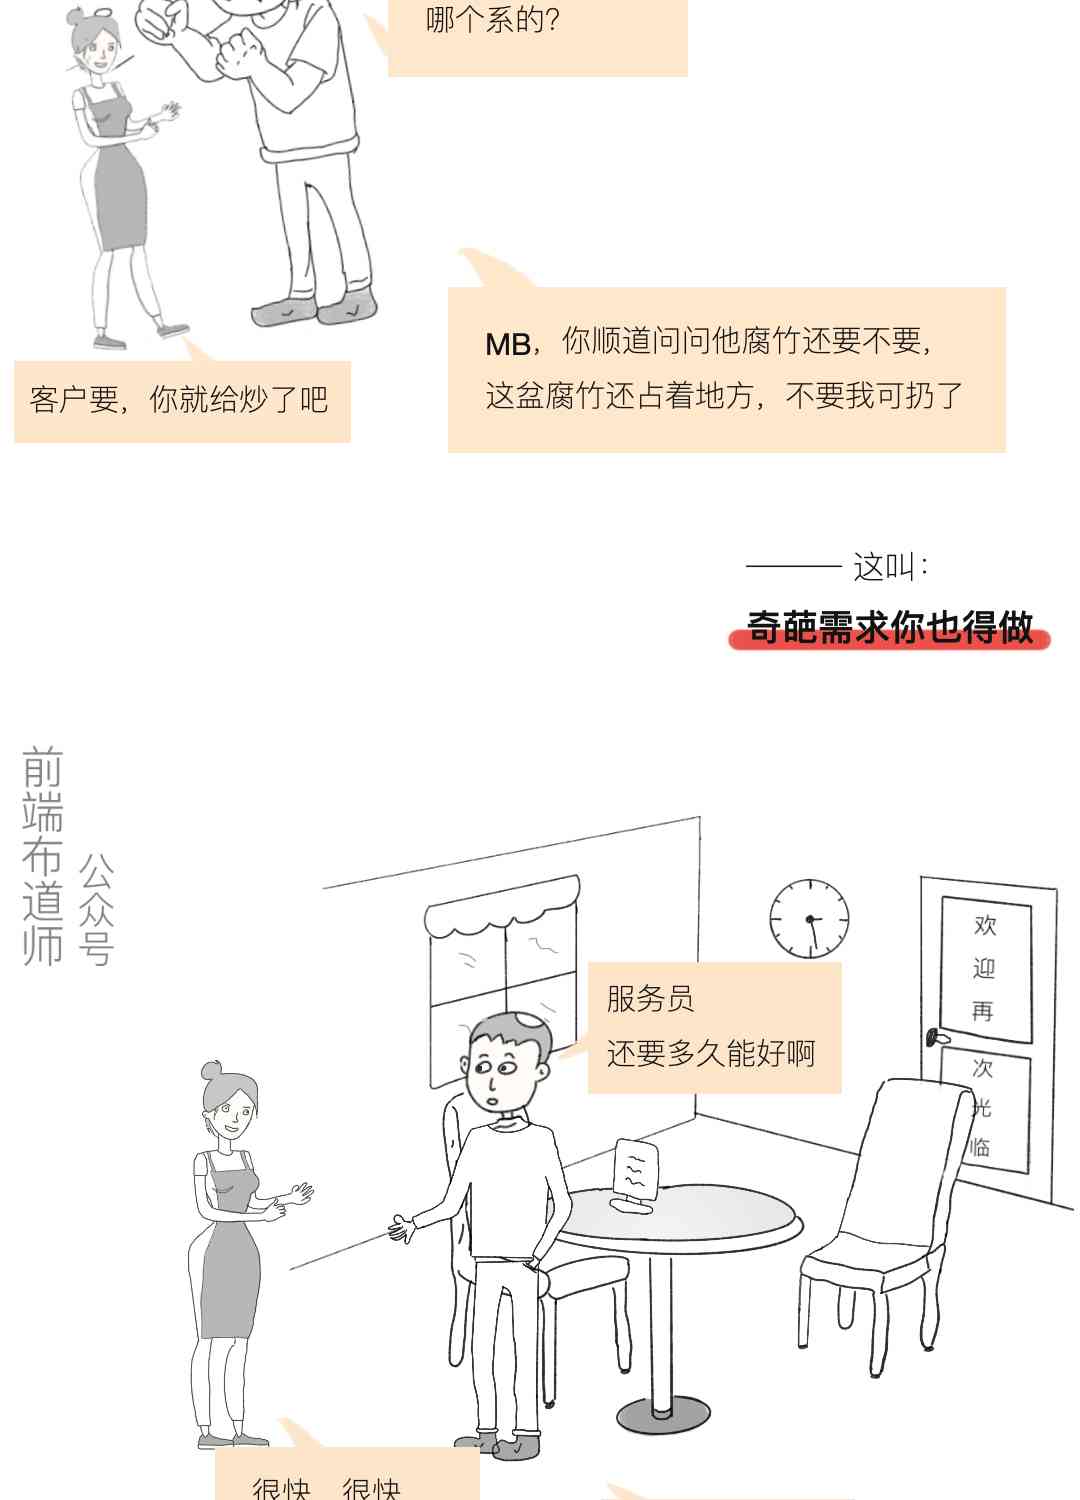 哪个系的？
MB，你顺道问问他腐竹还要不要，
这盆腐竹还占着地方，不要我可扔了
客户要，你就给炒了吧
——— 这叫：
奇葩需求你也得做
前端布道师
公众号
欢迎再
次光临
服务员
还要多久能好啊
很快 很快